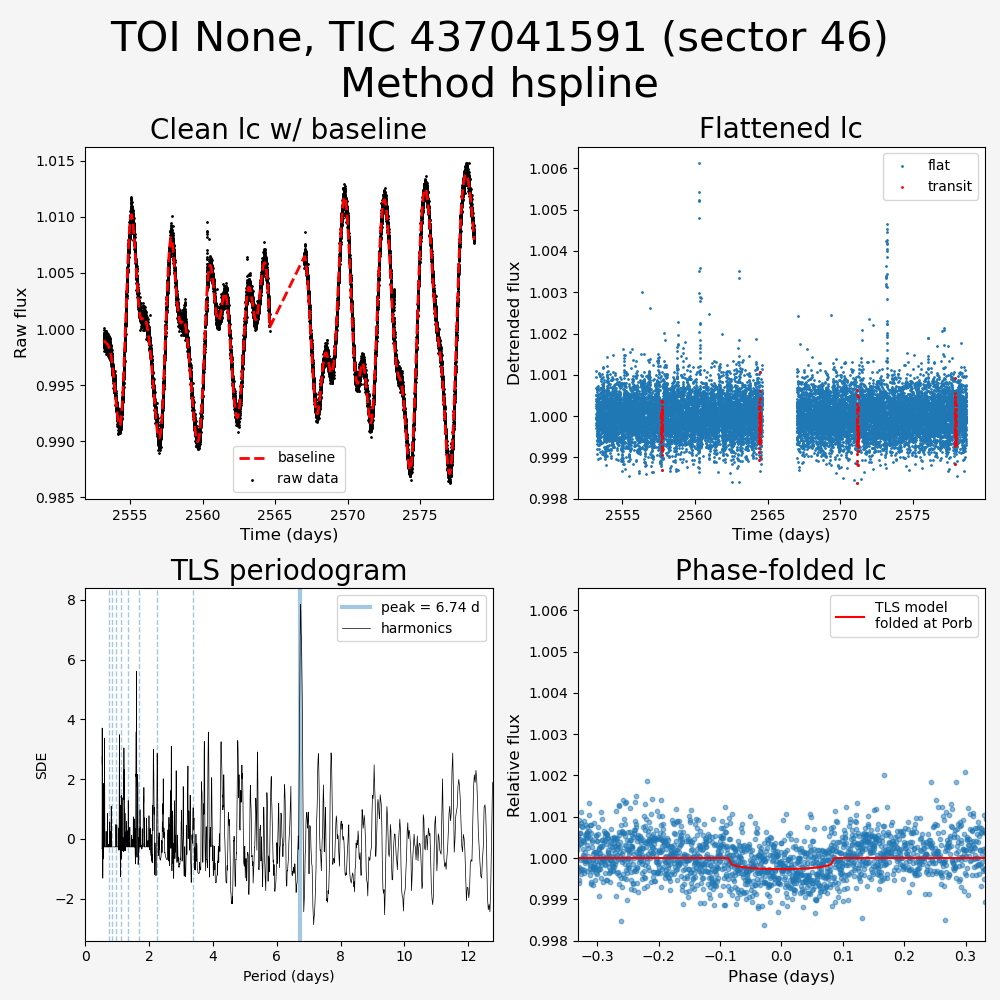 TOI None, TIC 437041591 (sector 46)
Method hspline
Clean lc w/ baseline
Raw flux
1.015
1.010
1.005
1.000
0.995
0.990
0.985
baseline
raw data
2555 2560 2565 2570 2575
Time (days)
Flattened lc
Detrended flux
1.006
1.005
1.004
1.003
1.002
1.001
1.000
0.999
0.998
flat
transit
2555 2560 2565 2570 2575
Time (days)
TLS periodogram
SDE
8
6
4
2
0
−2
peak = 6.74 d
harmonics
0 2 4 6 8 10 12
Period (days)
Phase-folded lc
Relative flux
1.006
1.005
1.004
1.003
1.002
1.001
1.000
0.999
0.998
TLS model
folded at Porb
−0.3 −0.2 −0.1 0.0 0.1 0.2 0.3
Phase (days)